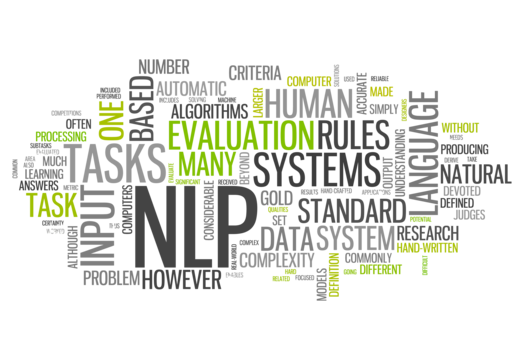 NUMBER
CRITERIA
COMPUTER
SOLUTIONS
USED
RELIABLE
INCLUDED
PERFORMED
AUTOMATIC
INCLUDES
SOLVING
MACHINE
LARGER
HUMAN
ACCURATE
MADE
SIMPLY
COMPETITIONS
OFTEN
ONE
BASED
ALGORITHMS
PROCESSING
EVALUATION
RULES
LANGUAGE
WITHOUT
NEEDS
SUBTASKS
EVALUATED
COMMON
AREA
ALSO
MUCH
TASKS
MANY
BEYOND
SYSTEMS
OUTPUT
UNDERSTANDING
PRODUCING
DERIVE
TAKE
LEARNING
ANSWERS
METRIC
EVALUATE
SIGNIFICANT
RECEIVED
RESULTS
HAND-CRAFTED
NATURAL
DEVOTED
TASK
INPUT
COMPUTERS
NLP
CONSIDERABLE
GOLD
QUALITIES
SET
STANDARD
POTENTIAL
DEFINED
JUDGES
CERTAINTY
ALTHOUGH
REAL-WORLD
COMPLEX
DATA
SYSTEM
RESEARCH
HAND-WRITTEN
PROBLEM
HOWEVER
COMPLEXITY
HARD
RELATED
FOCUSED
MODELS
DEFINITION
COMMONLY
GOING
DIFFERENT
DIFFICULT